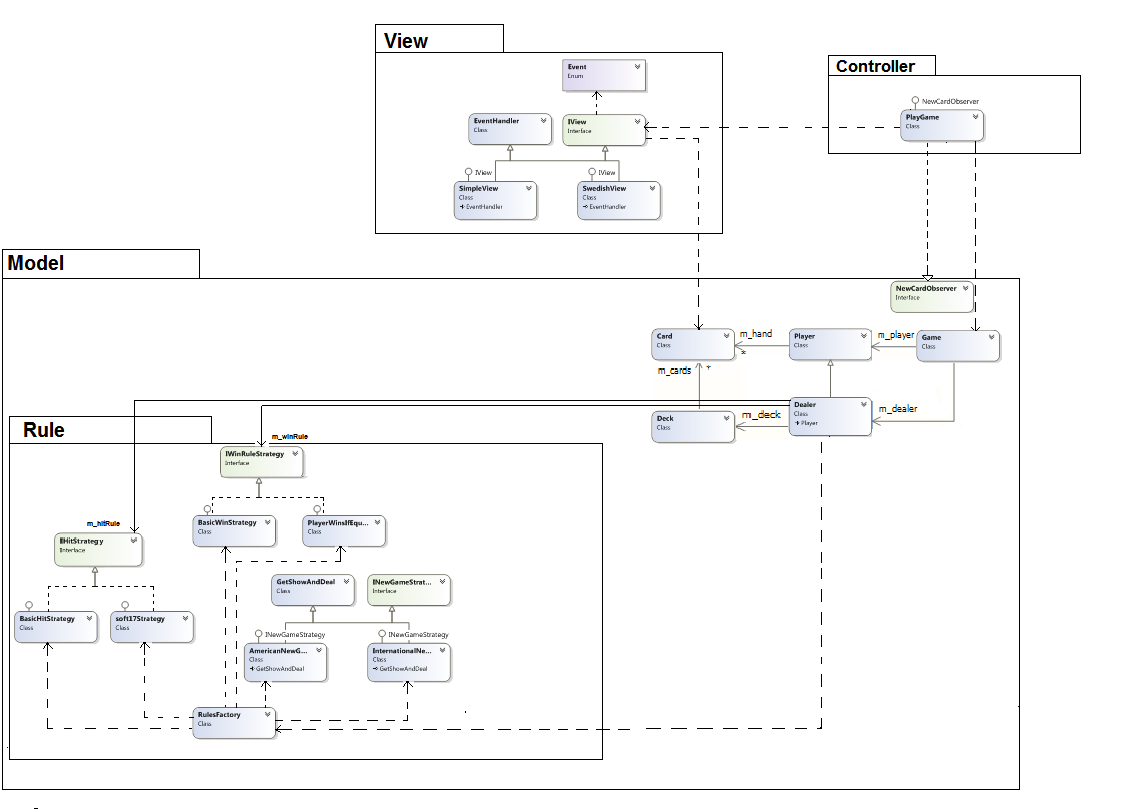 View
Event
Enum
EventHandler
Class
IView
Interface
IView
SimpleView
Class
EventHandler
IView
SwedishView
Class
EventHandler
Controller
NewCardObserver
PlayGame
Class
Model
NewCardObserver
Interface
Card
Class
m_hand
*
Player
Class
m_player
Game
Class
m_cards
*
Deck
Class
m_deck
Dealer
Class
Player
m_dealer
Rule
m_winRule
IWinRuleStrategy
Interface
BasicWinStrategy
Class
PlayerWinsIfEqu...
Class
m_hitRule
IHitStrategy
Interface
BasicHitStrategy
Class
soft17Strategy
Class
GetShowAndDeal
Class
INewGameStrat...
Interface
INewGameStrategy
AmericanNewG...
Class
GetShowAndDeal
INewGameStrategy
InternationalNe...
Class
GetShowAndDeal
RulesFactory
Class